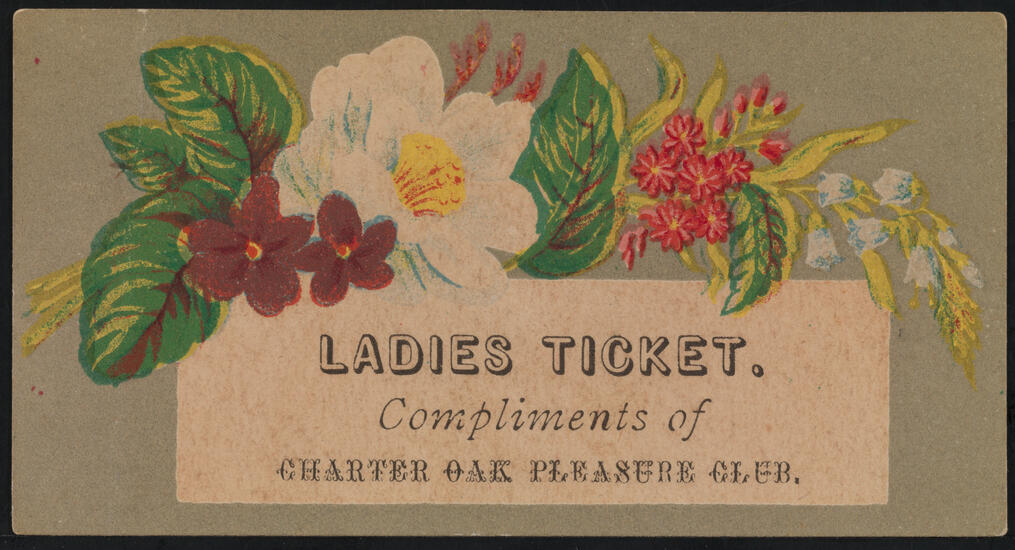 LADIES TICKET.
Compliments of
CHARTER OAK PLEASURE CLUB.